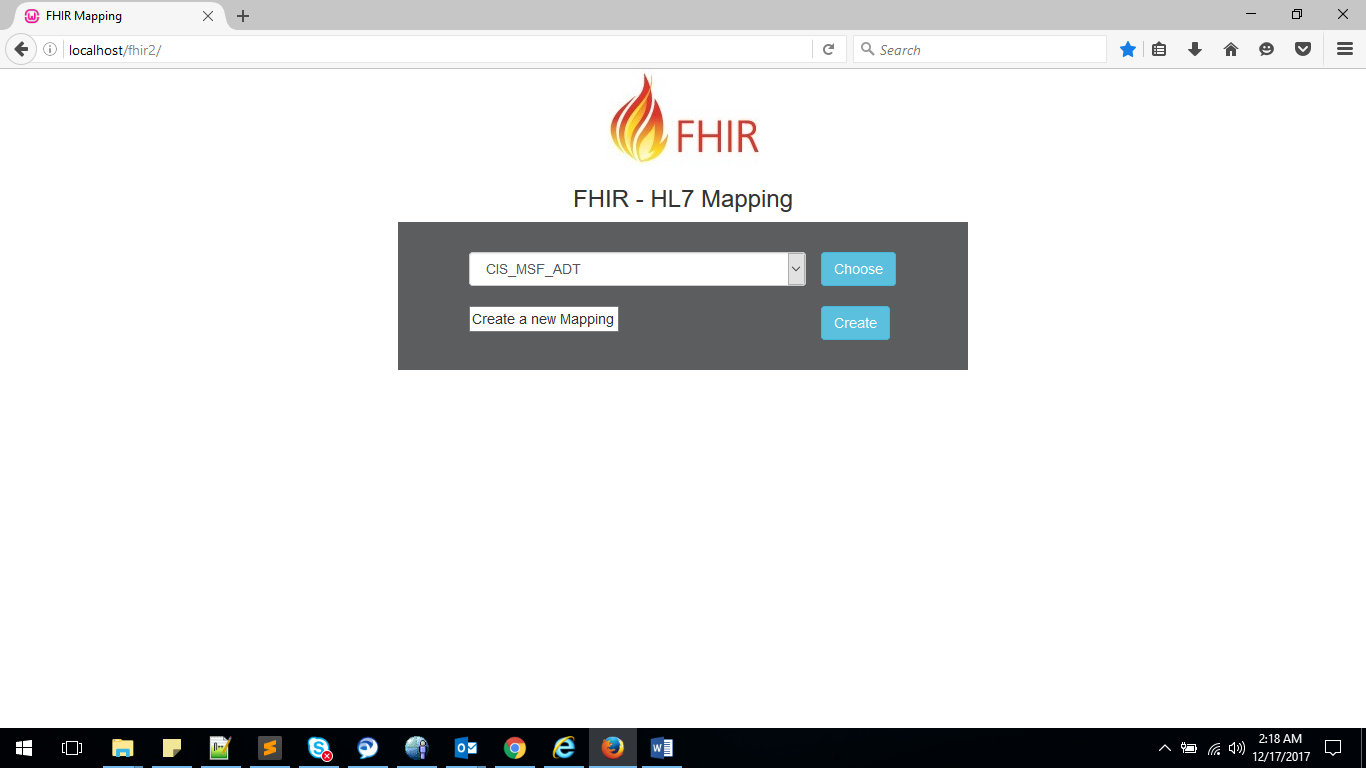 FHIR Mapping
localhost/fhir2/
Search
FHIR
FHIR - HL7 Mapping
CIS_MSF_ADT
Choose
Create a new Mapping
Create
2:18 AM
12/17/2017